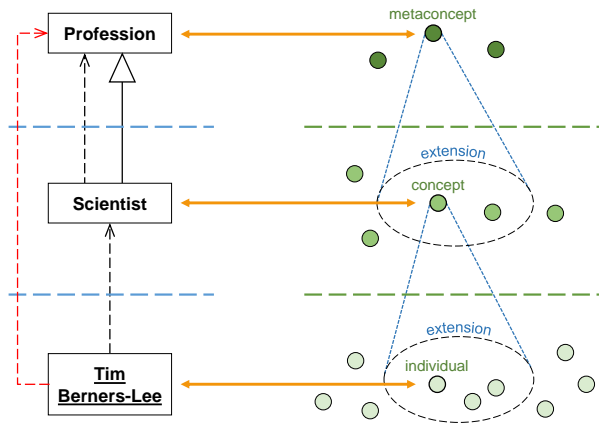 metaconcept
Profession
extension
concept
Scientist
extension
individual
Tim
Berners-Lee